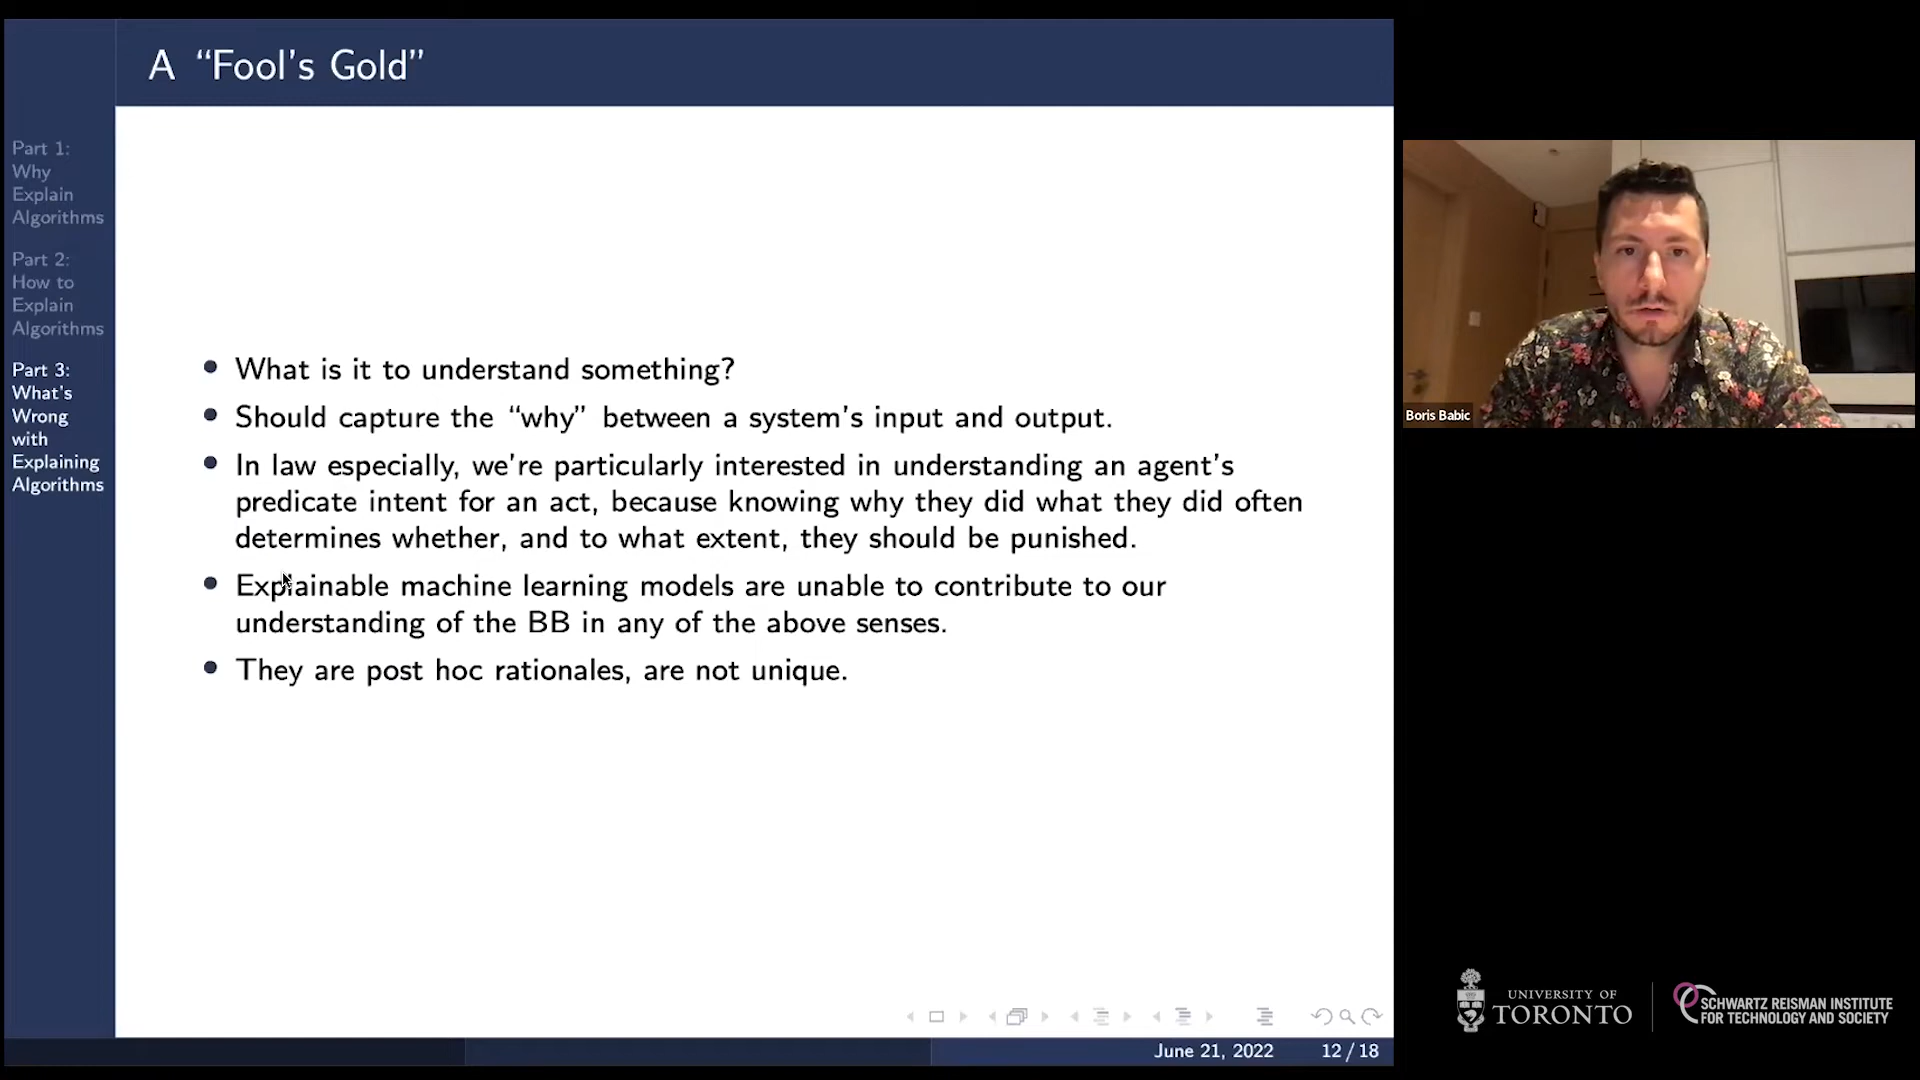 A “Fool’s Gold”
Part 1:
Why
Explain
Algorithms
Part 2:
How to
Explain
Algorithms
Part 3:
What’s
Wrong
with
Explaining
Algorithms
What is it to understand something?
Should capture the “why” between a system’s input and output.
In law especially, we’re particularly interested in understanding an agent’s
predicate intent for an act, because knowing why they did what they did often
determines whether, and to what extent, they should be punished.
Explainable machine learning models are unable to contribute to our
understanding of the BB in any of the above senses.
They are post hoc rationales, are not unique.
June 21, 2022 12 / 18
Boris Babic
UNIVERSITY OF
TORONTO
SCHWARTZ REISMAN INSTITUTE
FOR TECHNOLOGY AND SOCIETY